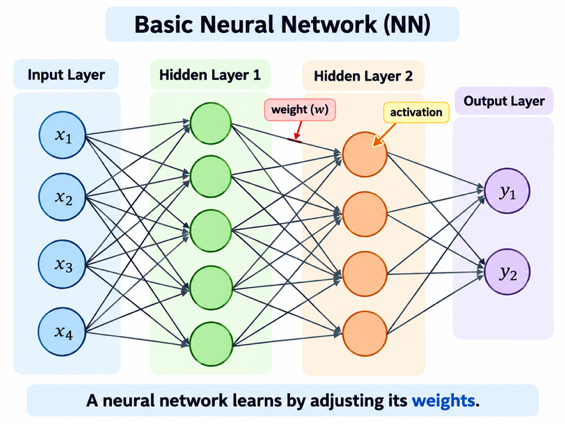 Basic Neural Network (NN)
Input Layer
Hidden Layer 1
Hidden Layer 2
Output Layer
weight (w)
activation
x₁
x₂
x₃
x₄
y₁
y₂
A neural network learns by adjusting its weights.